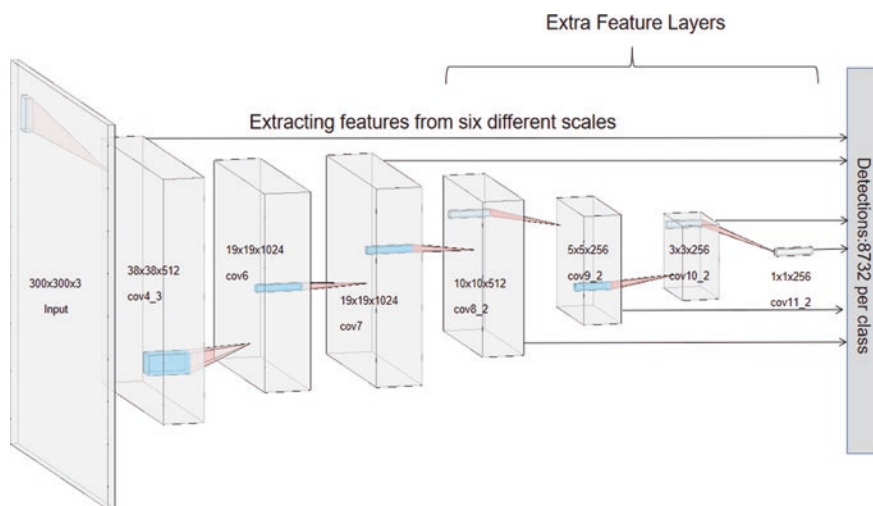 Extra Feature Layers
Extracting features from six different scales
300x300x3
Input
38x38x512
cov4_3
19x19x1024
cov6
19x19x1024
cov7
10x10x512
cov8_2
5x5x256
cov9_2
3x3x256
cov10_2
1x1x256
cov11_2
Detections:8732 per class